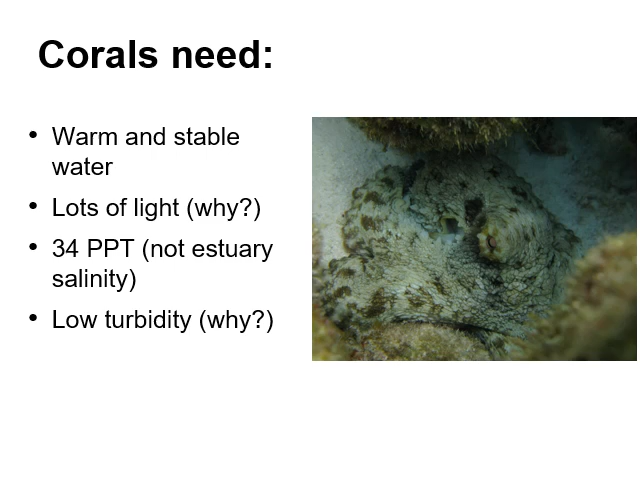 Corals need:
• Warm and stable
water
• Lots of light (why?)
• 34 PPT (not estuary
salinity)
• Low turbidity (why?)